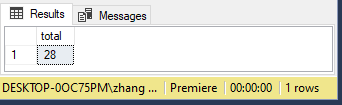 Results Messages
total
1 28
DESKTOP-0OC75PM\zhang ... Premiere 00:00:00 1 rows